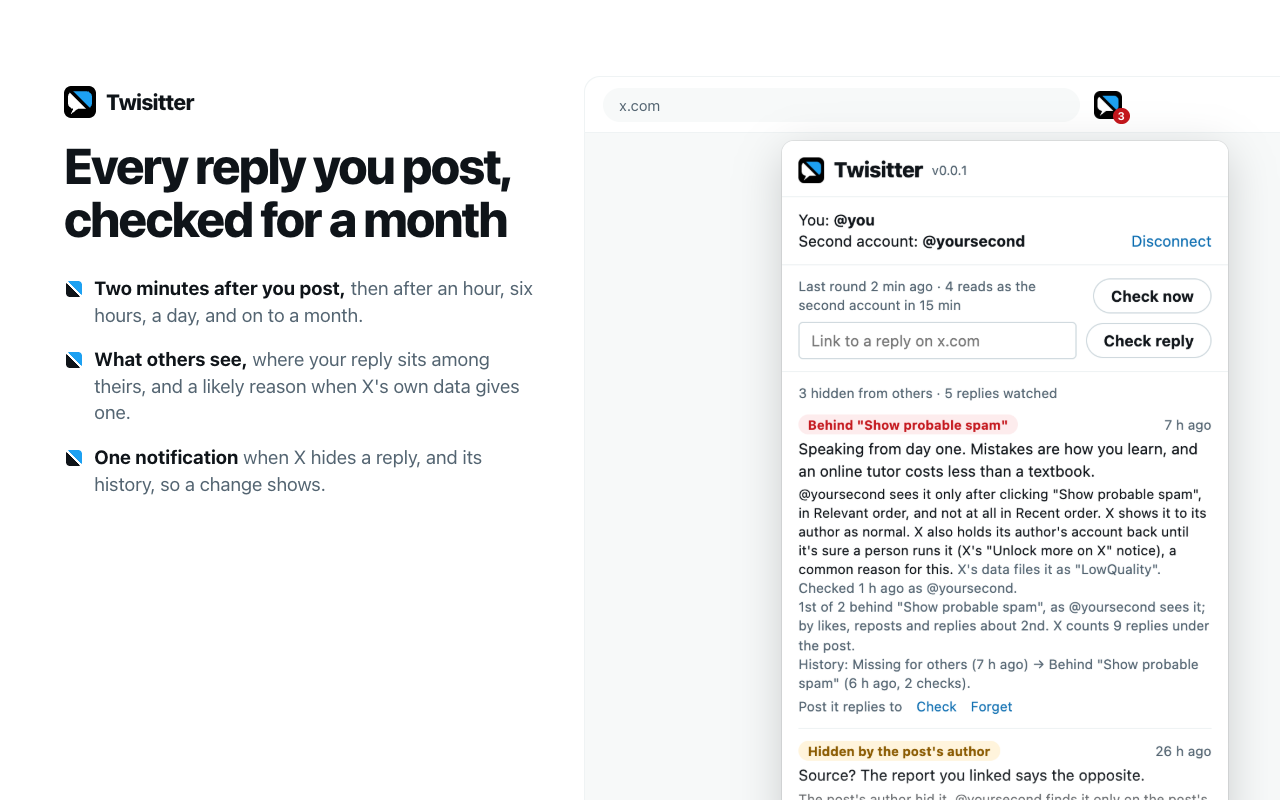 Twisitter
Every reply you post,
checked for a month
Two minutes after you post, then after an hour, six
hours, a day, and on to a month.
What others see, where your reply sits among
theirs, and a likely reason when X's own data gives
one.
One notification when X hides a reply, and its
history, so a change shows.
x.com
3
Twisitter v0.0.1
You: @you
Second account: @yoursecond Disconnect
Last round 2 min ago · 4 reads as the
second account in 15 min
Check now
Link to a reply on x.com
Check reply
3 hidden from others · 5 replies watched
Behind "Show probable spam" 7 h ago
Speaking from day one. Mistakes are how you learn, and
an online tutor costs less than a textbook.
@yoursecond sees it only after clicking "Show probable spam",
in Relevant order, and not at all in Recent order. X shows it to its
author as normal. X also holds its author's account back until
it's sure a person runs it (X's "Unlock more on X" notice), a
common reason for this. X's data files it as "LowQuality".
Checked 1 h ago as @yoursecond.
1st of 2 behind "Show probable spam", as @yoursecond sees it;
by likes, reposts and replies about 2nd. X counts 9 replies under
the post.
History: Missing for others (7 h ago) → Behind "Show probable
spam" (6 h ago, 2 checks).
Post it replies to Check Forget
Hidden by the post's author 26 h ago
Source? The report you linked says the opposite.
The post's author hid it. @yoursecond finds it only on the post's